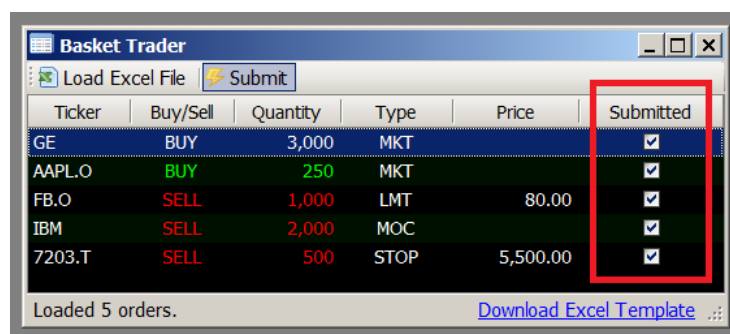 Basket Trader
Load Excel File Submit
Ticker Buy/Sell Quantity Type Price Submitted
GE BUY 3,000 MKT
AAPL.O BUY 250 MKT
FB.O SELL 1,000 LMT 80.00
IBM SELL 2,000 MOC
7203.T SELL 500 STOP 5,500.00
Loaded 5 orders. Download Excel Template